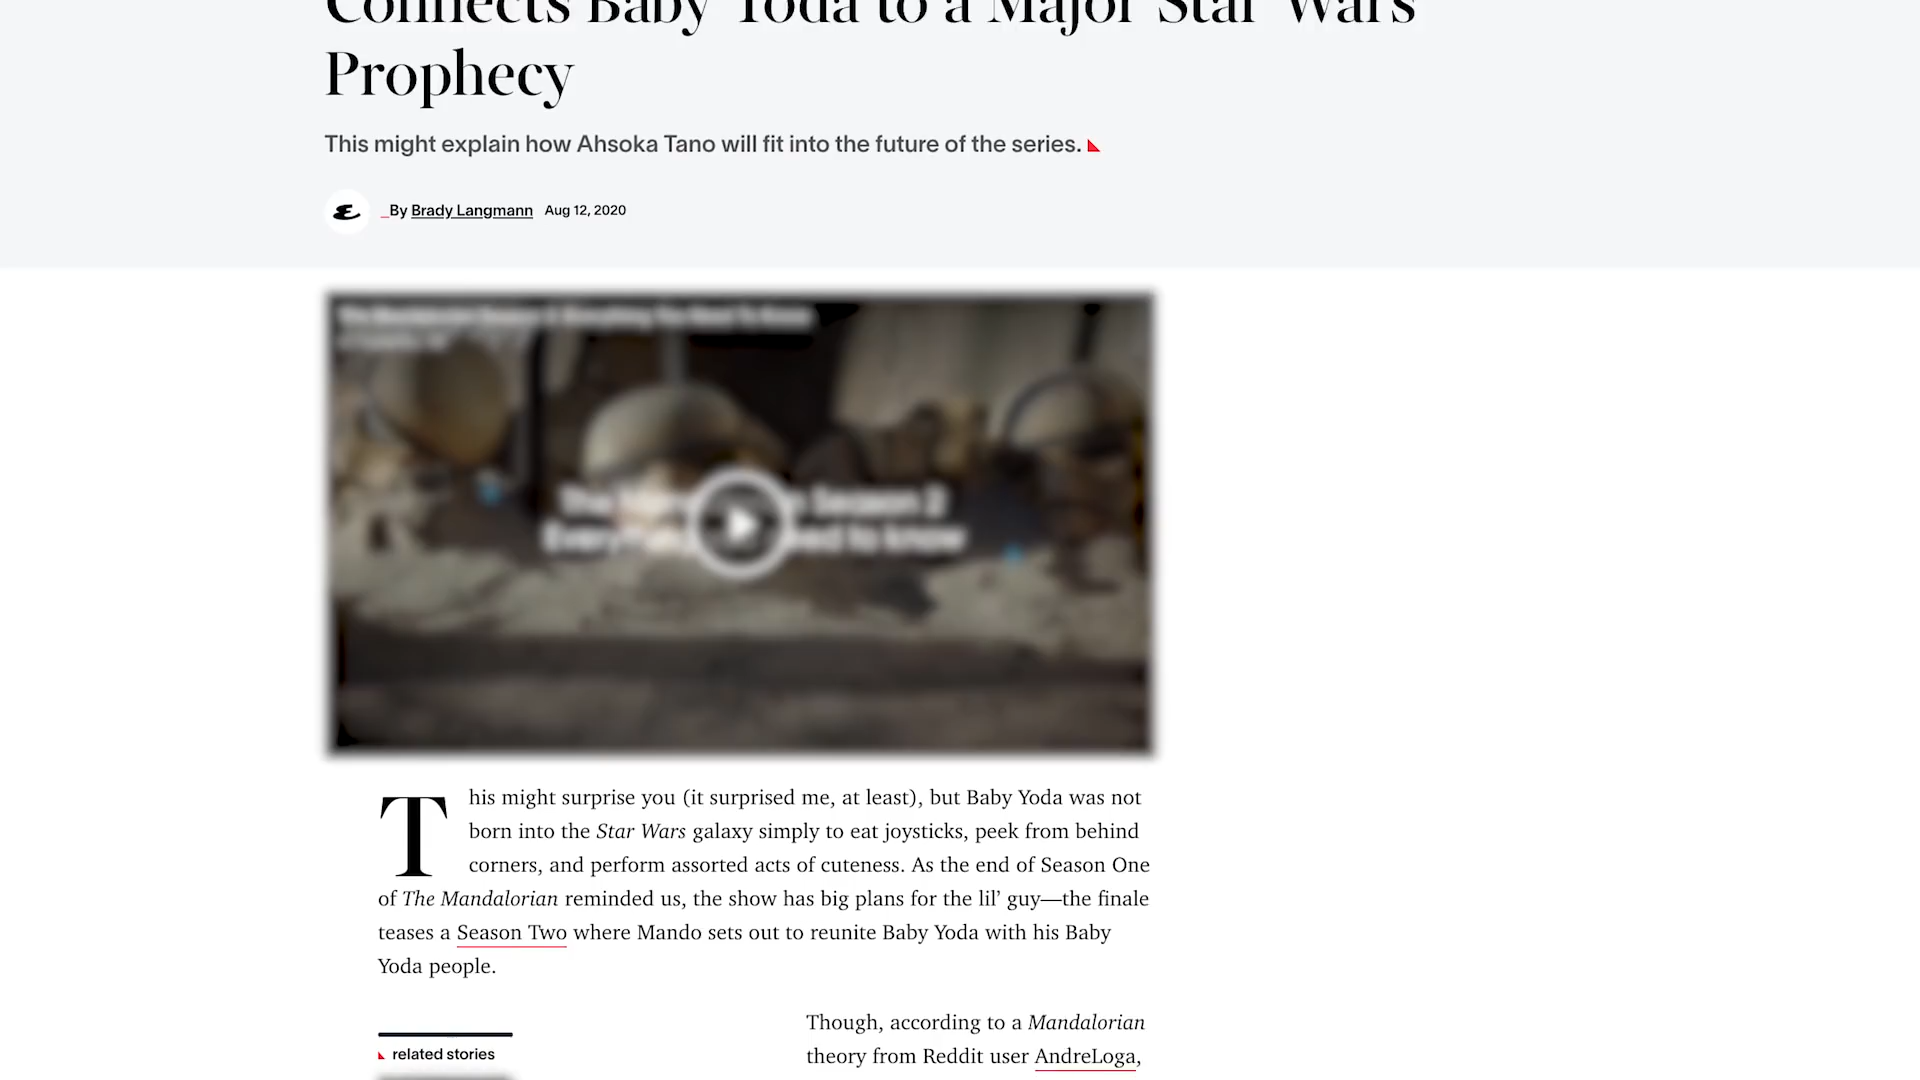 Connects Baby Yoda to a Major Star Wars
Prophecy
This might explain how Ahsoka Tano will fit into the future of the series.
By Brady Langmann Aug 12, 2020
Season 2
to know
This might surprise you (it surprised me, at least), but Baby Yoda was not
born into the Star Wars galaxy simply to eat joysticks, peek from behind
corners, and perform assorted acts of cuteness. As the end of Season One
of The Mandalorian reminded us, the show has big plans for the lil’ guy—the finale
teases a Season Two where Mando sets out to reunite Baby Yoda with his Baby
Yoda people.
Though, according to a Mandalorian
theory from Reddit user AndreLoga,
related stories